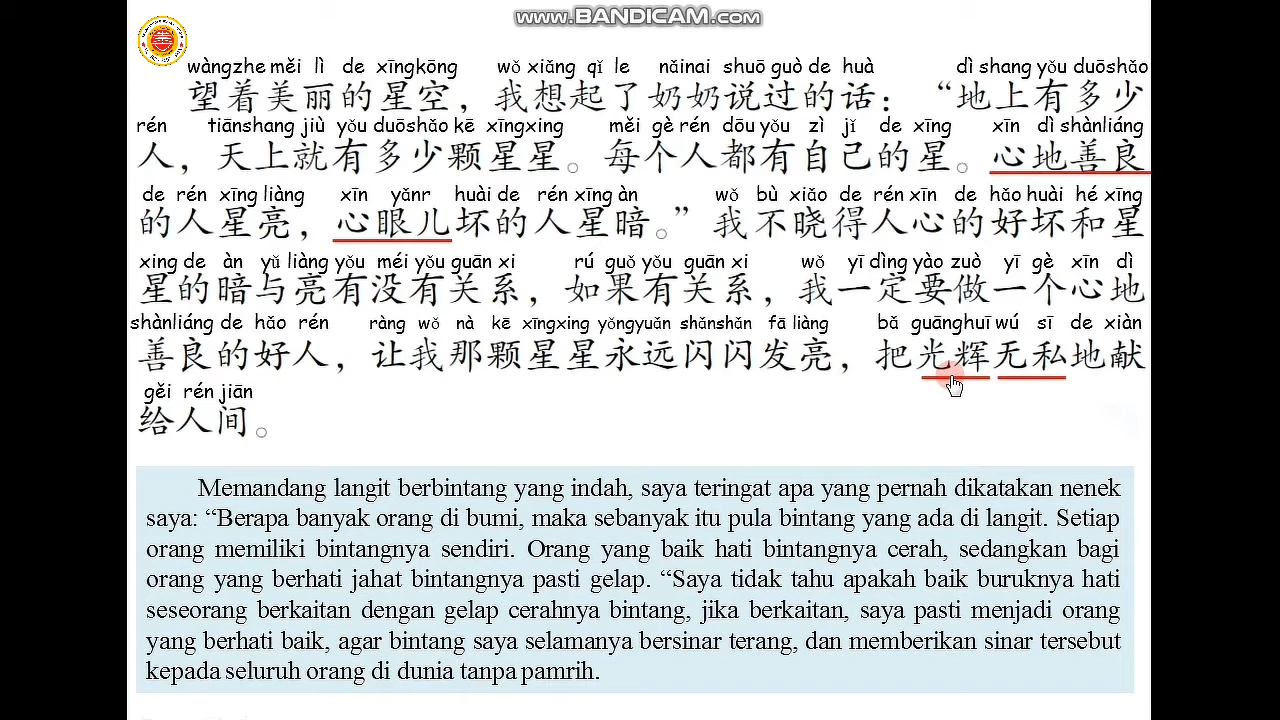 www.BANDICAM.com
wàngzhe měi lì de xīngkōng wǒ xiǎng qǐ le nǎinai shuō guò de huà dì shang yǒu duōshǎo
望着美丽的星空，我想起了奶奶说过的话：“地上有多少
rén tiānshang jiù yǒu duōshǎo kē xīngxing měi gè rén dōu yǒu zì jǐ de xīng xīn dì shànliáng
人，天上就有多少颗星星。每个人都有自己的星。心地善良
de rén xīng liàng xīn yǎnr huài de rén xīng àn wǒ bù xiǎo de rén xīn de hǎo huài hé xīng
的人星亮，心眼儿坏的人星暗。”我不晓得人心的好坏和星
xing de àn yǔ liàng yǒu méi yǒu guān xi rú guǒ yǒu guān xi wǒ yī dìng yào zuò yī gè xīn dì
星的暗与亮有没有关系，如果有关系，我一定要做一个心地
shànliáng de hǎo rén ràng wǒ nà kē xīngxing yǒngyuǎn shǎnshǎn fā liàng bǎ guānghuī wú sī de xiàn
善良的好人，让我那颗星星永远闪闪发亮，把光辉无私地献
gěi rén jiān
给人间。
Memandang langit berbintang yang indah, saya teringat apa yang pernah dikatakan nenek
saya: “Berapa banyak orang di bumi, maka sebanyak itu pula bintang yang ada di langit. Setiap
orang memiliki bintangnya sendiri. Orang yang baik hati bintangnya cerah, sedangkan bagi
orang yang berhati jahat bintangnya pasti gelap. “Saya tidak tahu apakah baik buruknya hati
seseorang berkaitan dengan gelap cerahnya bintang, jika berkaitan, saya pasti menjadi orang
yang berhati baik, agar bintang saya selamanya bersinar terang, dan memberikan sinar tersebut
kepada seluruh orang di dunia tanpa pamrih.